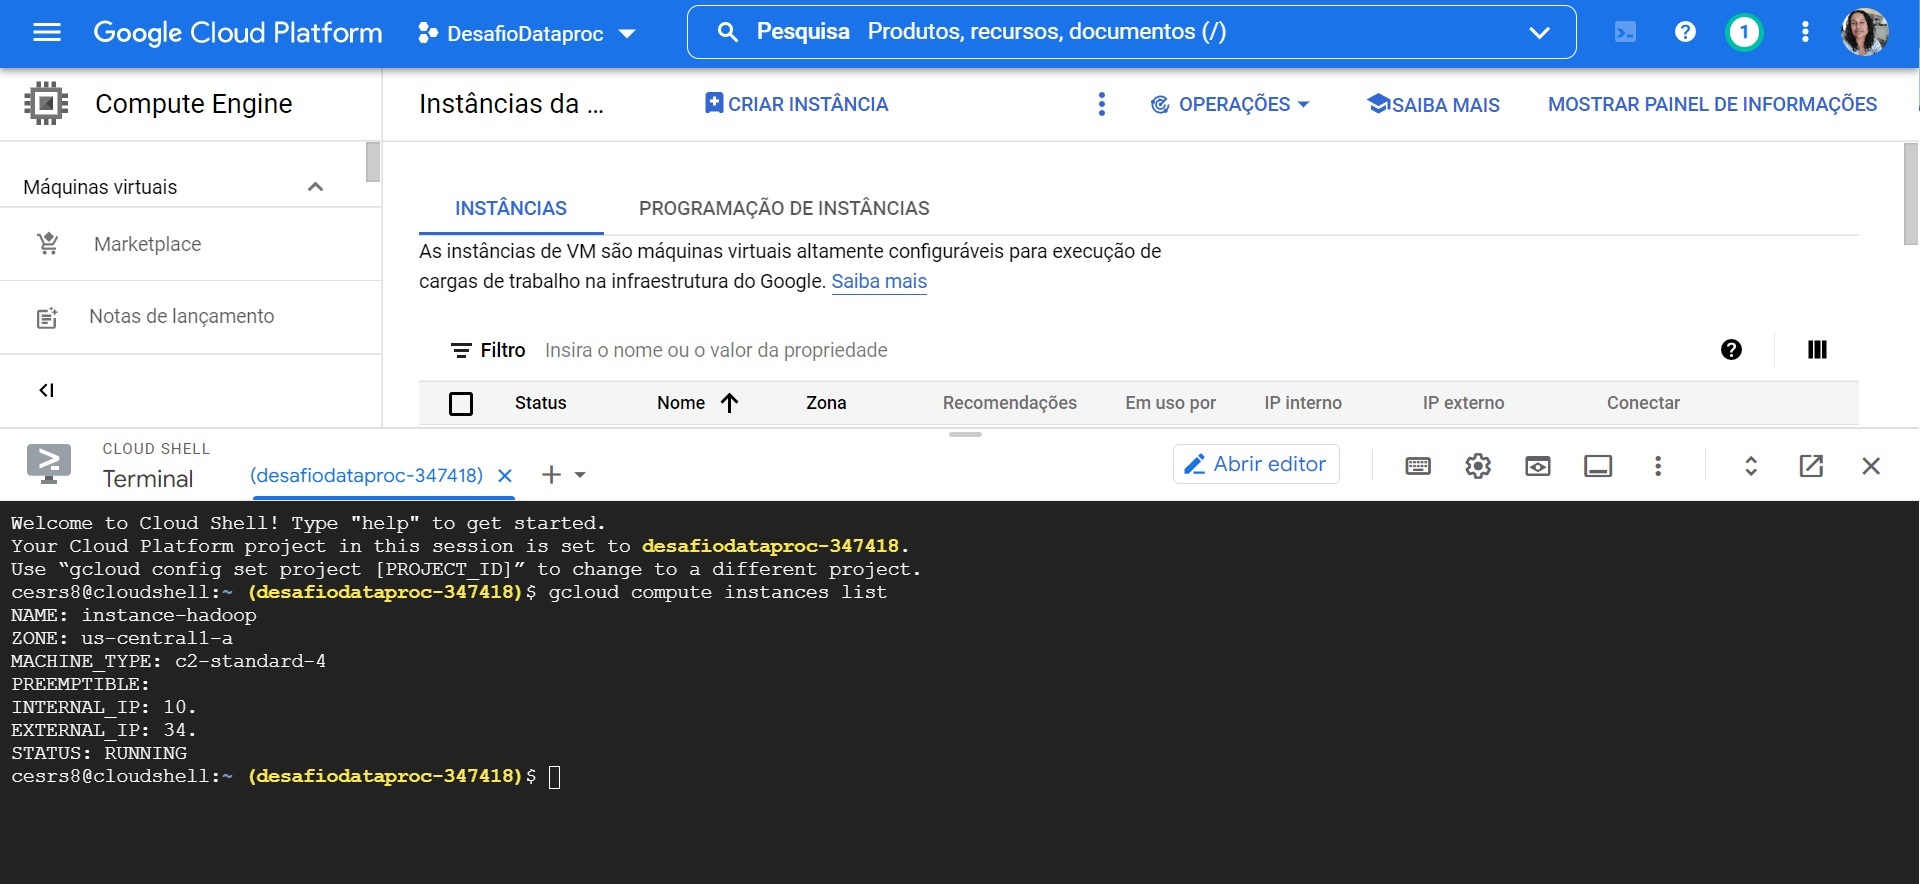 Google Cloud Platform
DesafioDataproc
Pesquisa Produtos, recursos, documentos (/)
1
Compute Engine
Instâncias da ...
CRIAR INSTÂNCIA
OPERAÇÕES
SAIBA MAIS
MOSTRAR PAINEL DE INFORMAÇÕES
Máquinas virtuais
Marketplace
Notas de lançamento
INSTÂNCIAS
PROGRAMAÇÃO DE INSTÂNCIAS
As instâncias de VM são máquinas virtuais altamente configuráveis para execução de
cargas de trabalho na infraestrutura do Google. Saiba mais
Filtro Insira o nome ou o valor da propriedade
Status Nome Zona Recomendações Em uso por IP interno IP externo Conectar
CLOUD SHELL
Terminal
(desafiodataproc-347418)
Abrir editor
Welcome to Cloud Shell! Type "help" to get started.
Your Cloud Platform project in this session is set to desafiodataproc-347418.
Use “gcloud config set project [PROJECT_ID]” to change to a different project.
cesrs8@cloudshell:~ (desafiodataproc-347418)$ gcloud compute instances list
NAME: instance-hadoop
ZONE: us-central1-a
MACHINE_TYPE: c2-standard-4
PREEMPTIBLE:
INTERNAL_IP: 10.
EXTERNAL_IP: 34.
STATUS: RUNNING
cesrs8@cloudshell:~ (desafiodataproc-347418)$